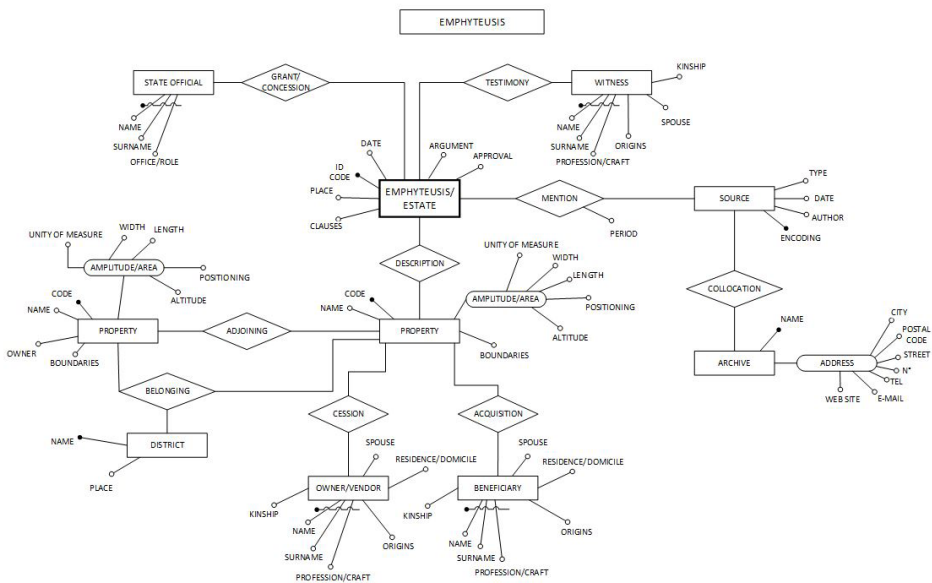 EMPHYTEUSIS
STATE OFFICIAL
GRANT/
CONCESSION
TESTIMONY
WITNESS
KINSHIP
SPOUSE
NAME
SURNAME
OFFICE/ROLE
NAME
SURNAME
PROFESSION/CRAFT
ORIGINS
DATE
ARGUMENT
APPROVAL
ID
CODE
PLACE
CLAUSES
EMPHYTEUSIS/
ESTATE
MENTION
PERIOD
SOURCE
TYPE
DATE
AUTHOR
ENCODING
UNITY OF MEASURE
WIDTH
LENGTH
AMPLITUDE/AREA
POSITIONING
ALTITUDE
DESCRIPTION
UNITY OF MEASURE
WIDTH
LENGTH
AMPLITUDE/AREA
POSITIONING
ALTITUDE
COLLOCATION
CODE
NAME
PROPERTY
OWNER
BOUNDARIES
ADJOINING
CODE
NAME
PROPERTY
BOUNDARIES
NAME
ARCHIVE
ADDRESS
CITY
POSTAL
CODE
STREET
N°
TEL
E-MAIL
WEB SITE
BELONGING
CESSION
ACQUISITION
NAME
DISTRICT
PLACE
SPOUSE
RESIDENCE/DOMICILE
OWNER/VENDOR
KINSHIP
NAME
SURNAME
PROFESSION/CRAFT
ORIGINS
SPOUSE
RESIDENCE/DOMICILE
BENEFICIARY
KINSHIP
NAME
SURNAME
PROFESSION/CRAFT
ORIGINS